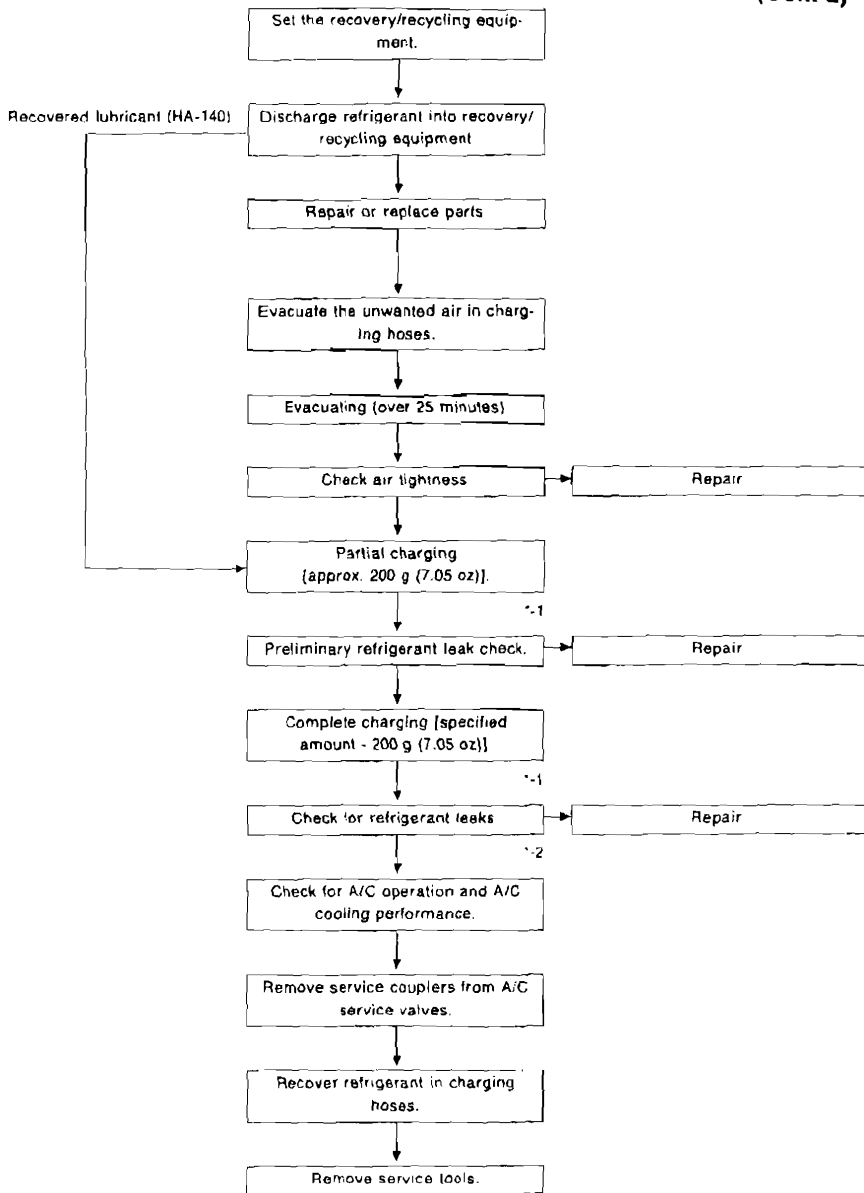 (Cont'd)
Set the recovery/recycling equip-
ment.
Recovered lubricant (HA-140)
Discharge refrigerant into recovery/
recycling equipment
Repair or replace parts
Evacuate the unwanted air in charg-
ing hoses.
Evacuating (over 25 minutes)
Check air tightness
Repair
Partial charging
[approx. 200 g (7.05 oz)].
*-1
Preliminary refrigerant leak check.
Repair
Complete charging [specified
amount - 200 g (7.05 oz)]
*-1
Check for refrigerant leaks
Repair
*-2
Check for A/C operation and A/C
cooling performance.
Remove service couplers from A/C
service valves.
Recover refrigerant in charging
hoses.
Remove service tools.